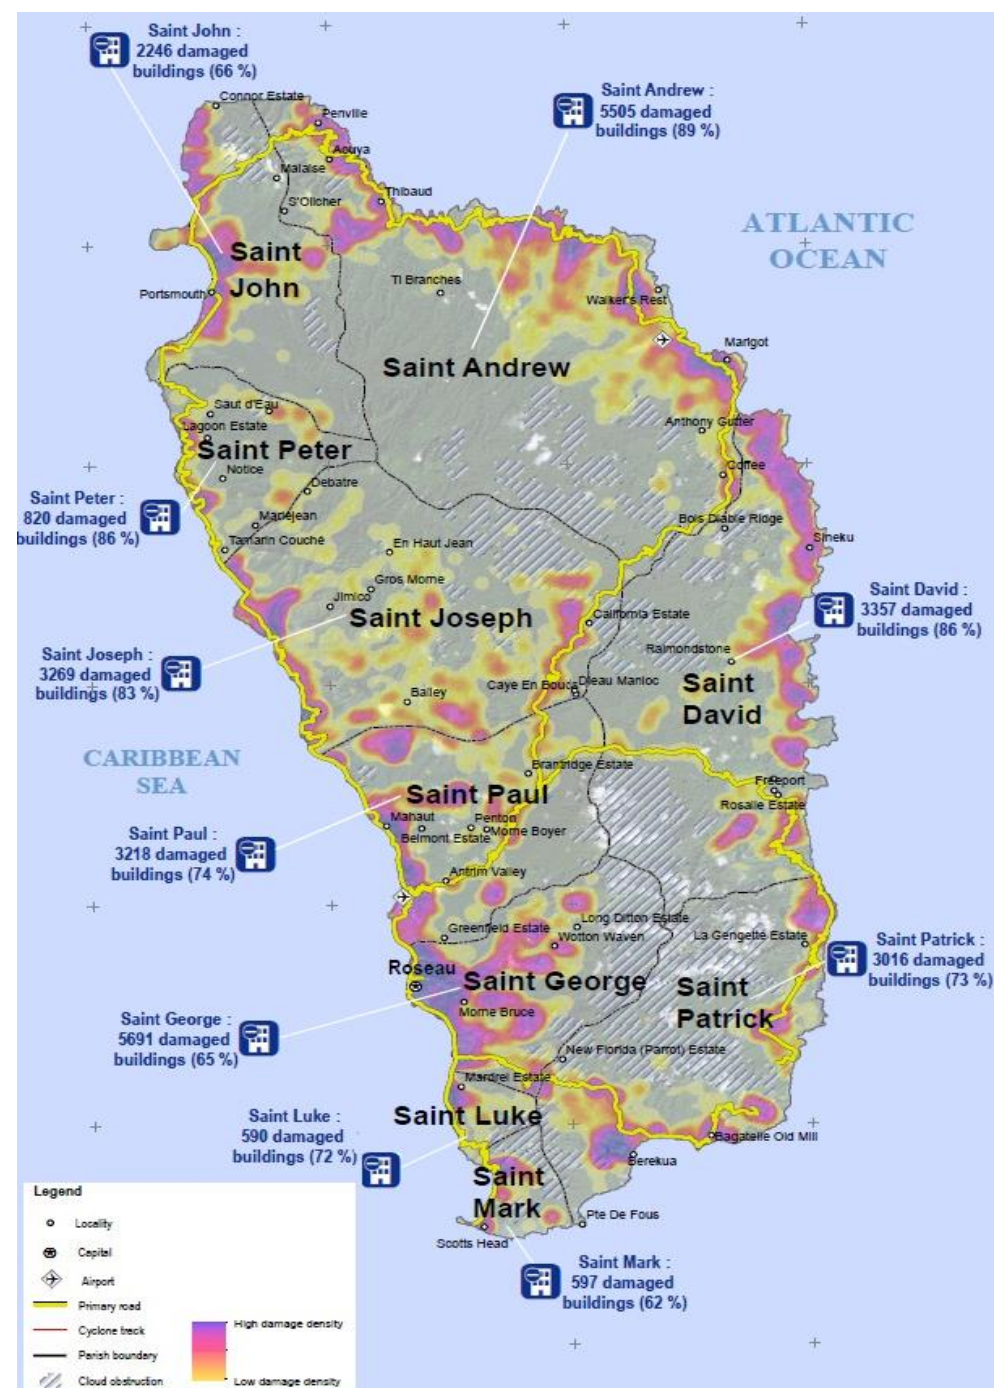 Saint John :
2246 damaged
buildings (66 %)
Connor Estate
Penville
Saint Andrew :
5505 damaged
buildings (89 %)
Aouya
Malaise
Thibaud
S'Olloher
ATLANTIC
OCEAN
Saint
John
Ti Branches
Portsmouth
Walker's Rest
Marigot
Saint Andrew
Saut d'Eau
Lagoon Estate
Anthony Gutter
Saint Peter
Notice
Coffee
Debatre
Saint Peter :
820 damaged
buildings (86 %)
Mariejean
Bois Diable Ridge
Tamarin Couche
En Haut Jean
Sineku
Gros Morne
Jimico
Saint David :
3357 damaged
buildings (86 %)
Saint Joseph
California Estate
Raimondstone
Saint Joseph :
3269 damaged
buildings (83 %)
Bailey
Caye En Boucs
Dieau Manioc
Saint
David
CARIBBEAN
SEA
Brantridge Estate
Freeport
Rosalie Estate
Saint Paul
Mahaut
Penton
Belmont Estate
Morne Boyer
Saint Paul :
3218 damaged
buildings (74 %)
Antrim Valley
Long Ditton Estate
Greenfield Estate
Wotton Waven
La Gengette Estate
Saint Patrick :
3016 damaged
buildings (73 %)
Roseau
Saint George
Saint
Patrick
Morne Bruce
Saint George :
5691 damaged
buildings (65 %)
New Florida (Parrot) Estate
Mardrel Estate
Saint Luke
Saint Luke :
590 damaged
buildings (72 %)
Bagatelle Old Mill
Berekua
Saint
Mark
Pte De Fous
Scotts Head
Saint Mark :
597 damaged
buildings (62 %)
Legend
Locality
Capital
Airport
Primary road
Cyclone track
Parish boundary
Cloud obstruction
High damage density
Low damage density